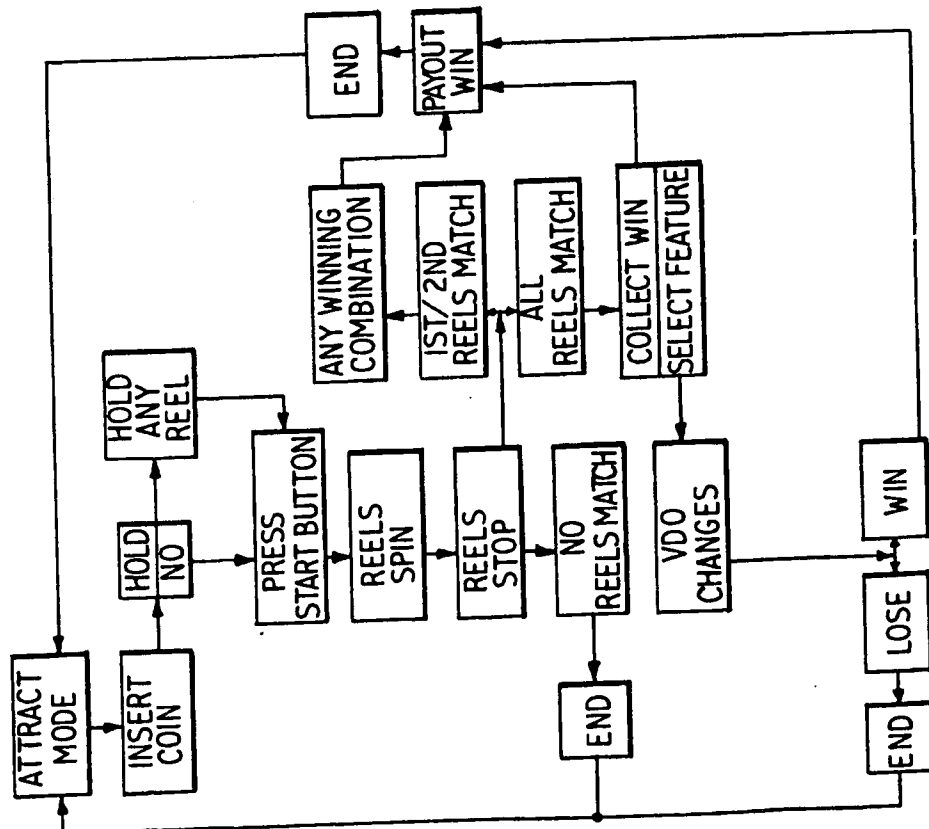 ATTRACT
MODE
INSERT
COIN
HOLD
NO
HOLD
ANY
REEL
PRESS
START BUTTON
REELS
SPIN
REELS
STOP
NO
REELS MATCH
END
ANY WINNING
COMBINATION
1ST/2ND
REELS MATCH
ALL
REELS MATCH
COLLECT WIN
SELECT FEATURE
PAYOUT
WIN
END
VDO
CHANGES
WIN
LOSE
END